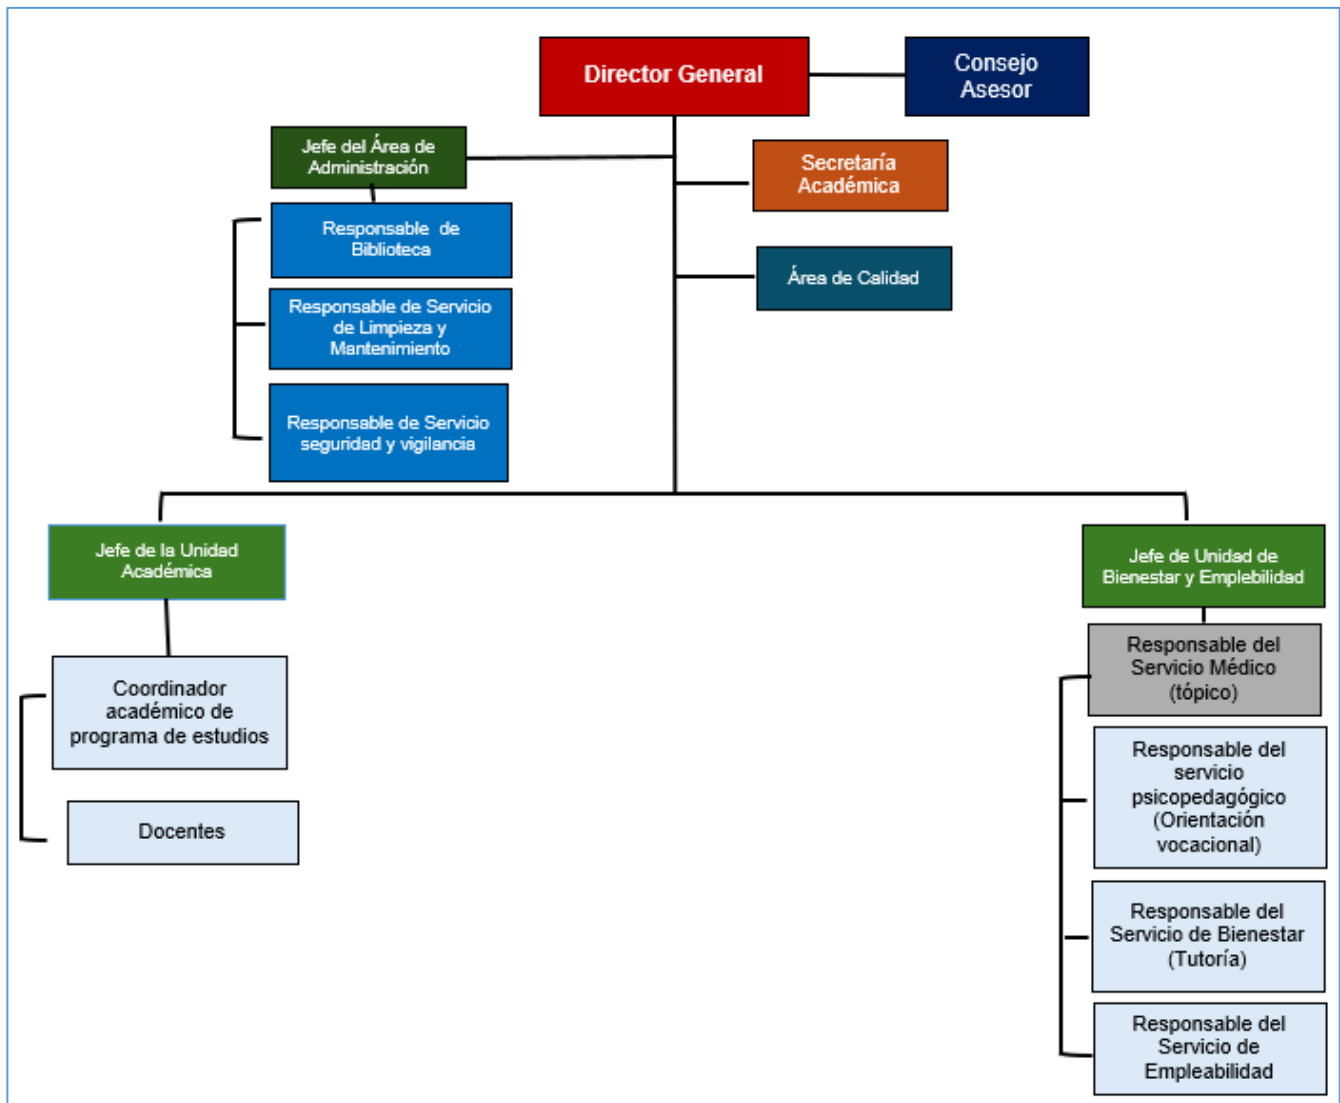 Director General
Consejo
Asesor
Jefe del Área de
Administración
Secretaría
Académica
Responsable de
Biblioteca
Área de Calidad
Responsable de Servicio
de Limpieza y
Mantenimiento
Responsable de Servicio
seguridad y vigilancia
Jefe de la Unidad
Académica
Coordinador
académico de
programa de estudios
Docentes
Jefe de Unidad de
Bienestar y Emplebilidad
Responsable del
Servicio Médico
(tópico)
Responsable del
servicio
psicopedagógico
(Orientación
vocacional)
Responsable del
Servicio de Bienestar
(Tutoría)
Responsable del
Servicio de
Empleabilidad